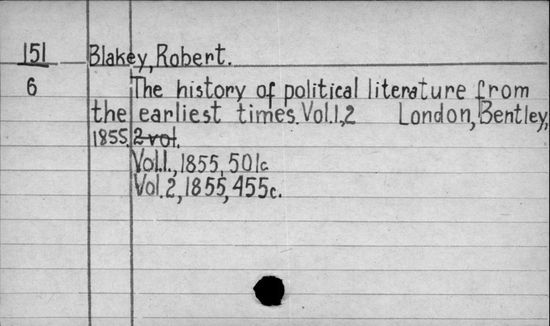 151 Blakey, Robert.
6 The history of political literature from
the earliest times. Vol.1,2 London, Bentley,
1855. 2 vol.
Vol.1., 1855, 501c
Vol.2, 1855, 455c.